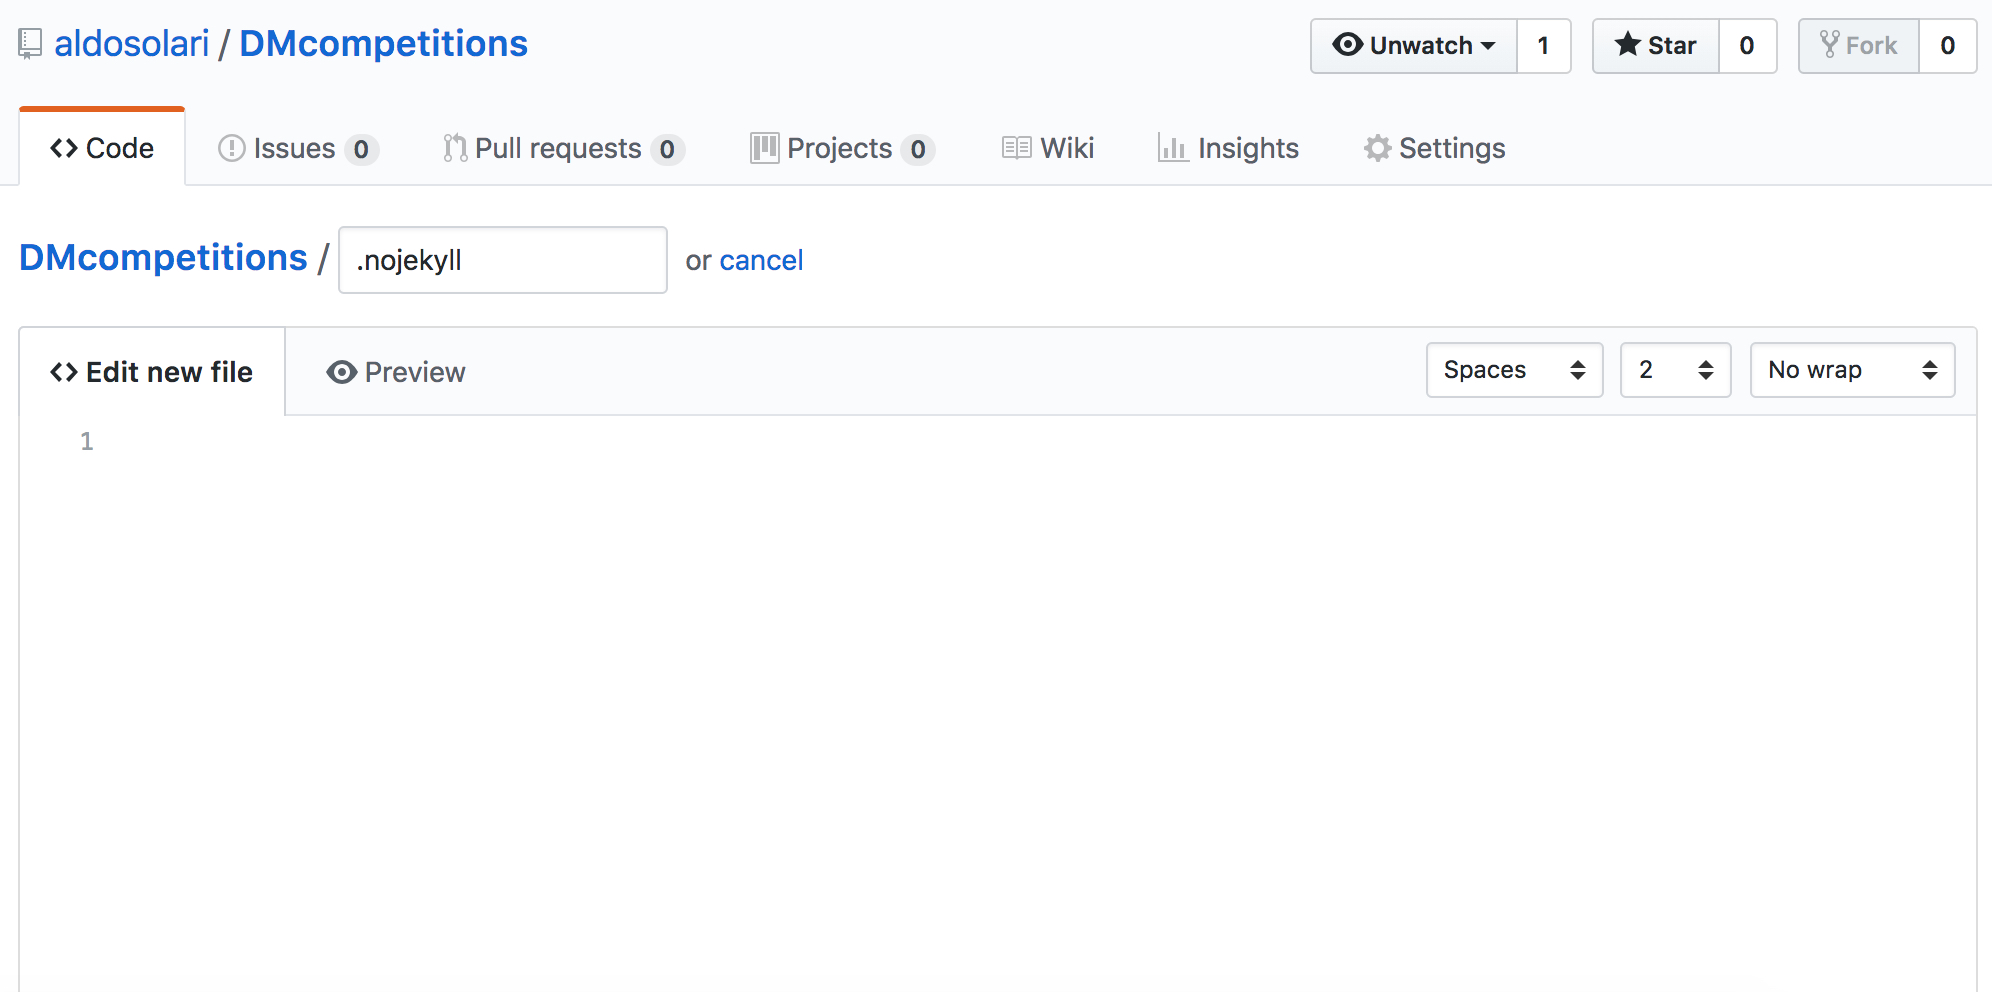 aldosolari / DMcompetitions
Unwatch 1 Star 0 Fork 0
Code Issues 0 Pull requests 0 Projects 0 Wiki Insights Settings
DMcompetitions / .nojekyll or cancel
Edit new file Preview Spaces 2 No wrap
1